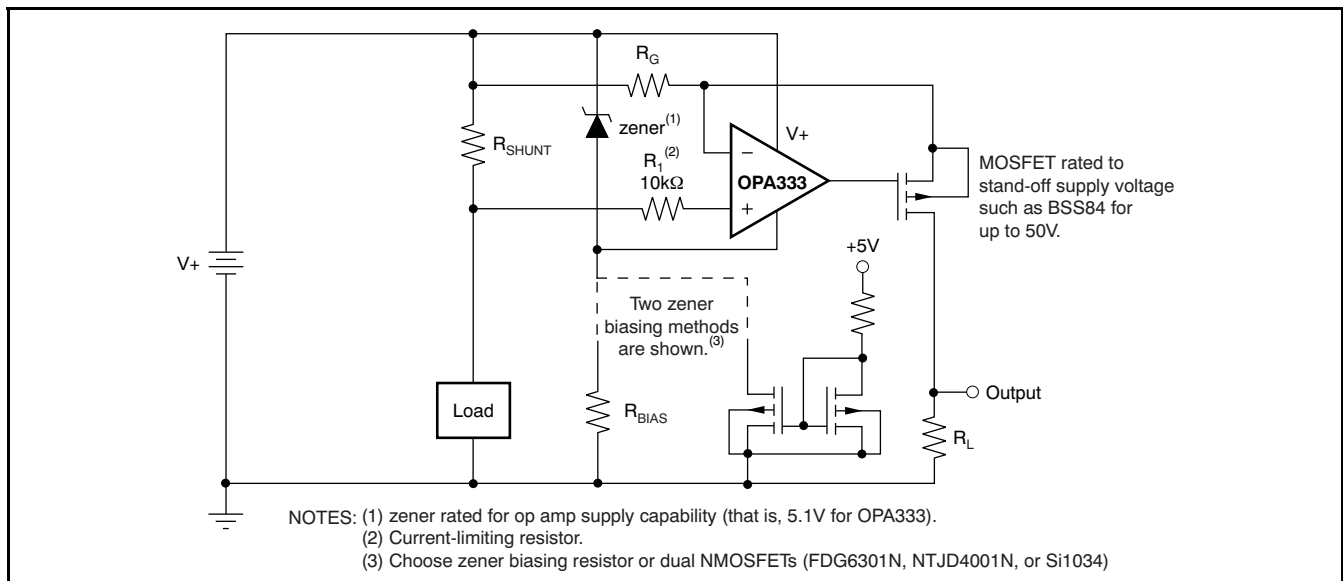 R_G
zener(1)
V+
R_SHUNT
R_1(2)
10kΩ
−
OPA333
+
MOSFET rated to
stand-off supply voltage
such as BSS84 for
up to 50V.
+5V
V+
Two zener
biasing methods
are shown.(3)
Load
R_BIAS
Output
R_L
NOTES: (1) zener rated for op amp supply capability (that is, 5.1V for OPA333).
(2) Current-limiting resistor.
(3) Choose zener biasing resistor or dual NMOSFETs (FDG6301N, NTJD4001N, or Si1034)